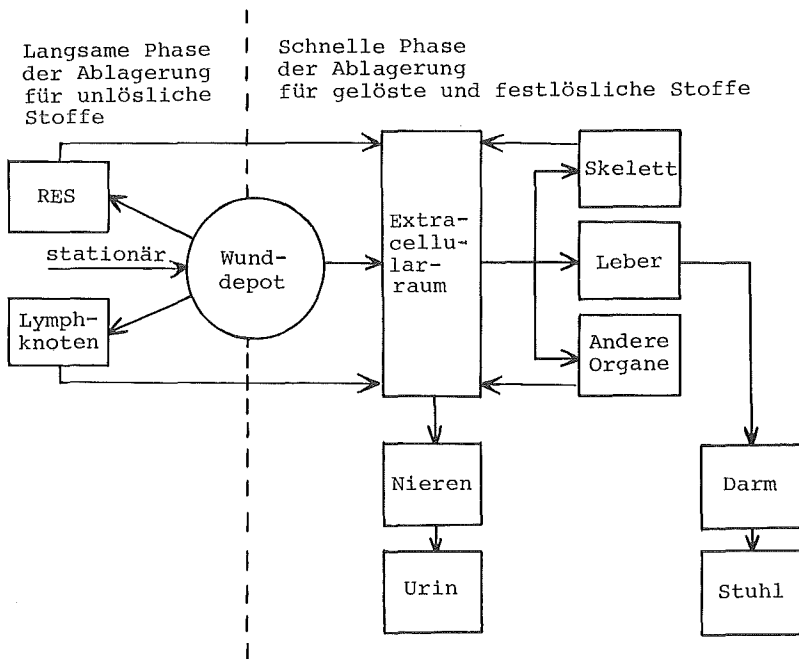 Langsame Phase
der Ablagerung
für unlösliche
Stoffe
Schnelle Phase
der Ablagerung
für gelöste und festlösliche Stoffe
RES
stationär
Lymph-
knoten
Wund-
depot
Extra-
cellu-
lar-
raum
Skelett
Leber
Andere
Organe
Nieren
Urin
Darm
Stuhl